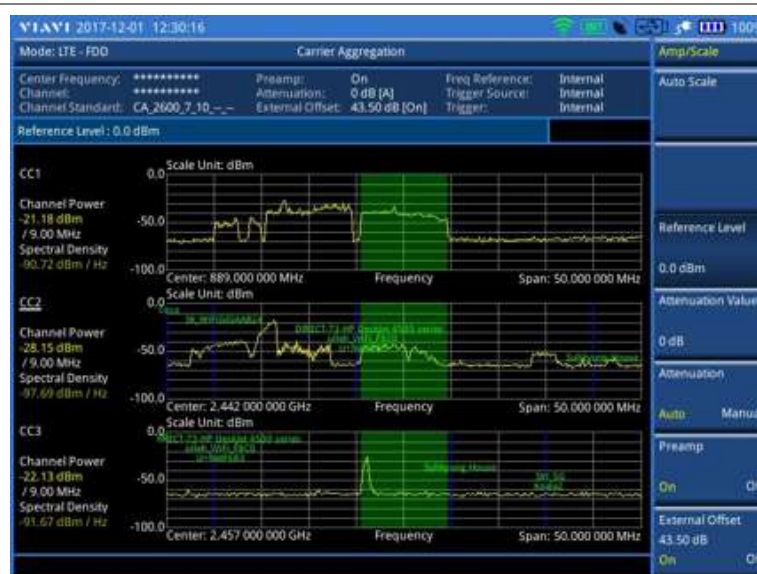 VIAVI 2017-12-01 12:30:16
100%
Mode: LTE - FDD
Carrier Aggregation
Amp/Scale
Center Frequency: **********
Preamp: On
Freq Reference: Internal
Channel: **********
Attenuation: 0 dB [A]
Trigger Source: Internal
Channel Standard: CA_2600_7_10_--_--
External Offset: 43.50 dB [On]
Trigger: Internal
Auto Scale
Reference Level : 0.0 dBm
CC1
Scale Unit: dBm
0.0
Channel Power
-21.18 dBm
/ 9.00 MHz
Spectral Density
-90.72 dBm / Hz
-50.0
-100.0
Center: 889.000 000 MHz
Frequency
Span: 50.000 000 MHz
Reference Level
0.0 dBm
CC2
Scale Unit: dBm
0.0
Channel Power
-28.15 dBm
/ 9.00 MHz
Spectral Density
-97.69 dBm / Hz
-50.0
-100.0
DIRECT-73-HP DeskJet 4500 series
Center: 2.442 000 000 GHz
Frequency
Span: 50.000 000 MHz
Attenuation Value
0 dB
Attenuation
Auto
CC3
Scale Unit: dBm
0.0
Channel Power
-22.13 dBm
/ 9.00 MHz
Spectral Density
-91.67 dBm / Hz
-50.0
-100.0
Center: 2.457 000 000 MHz
Frequency
Span: 50.000 000 MHz
Preamp
On
External Offset
43.50 dB
On